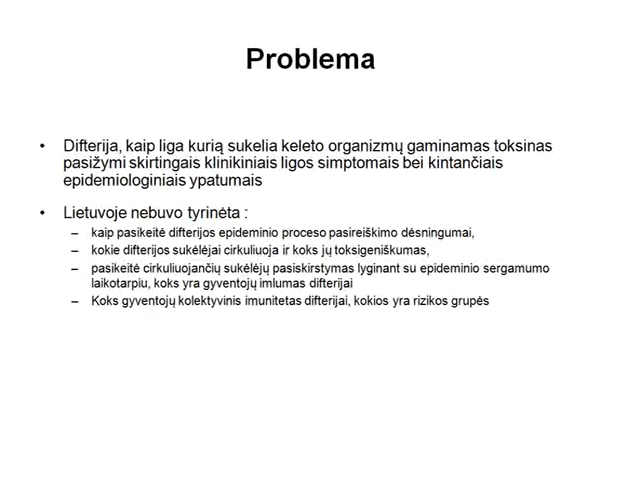 Problema
• Difterija, kaip liga kurią sukelia keleto organizmų gaminamas toksinas
pasižymi skirtingais klinikiniais ligos simptomais bei kintančiais
epidemiologiniais ypatumais
• Lietuvoje nebuvo tyrinėta :
– kaip pasikeitė difterijos epideminio proceso pasireiškimo dėsningumai,
– kokie difterijos sukėlėjai cirkuliuoja ir koks jų toksigeniškumas,
– pasikeitė cirkuliuojančių sukėlėjų pasiskirstymas lyginant su epideminio sergamumo
laikotarpiu, koks yra gyventojų imlumas difterijai
– Koks gyventojų kolektyvinis imunitetas difterijai, kokios yra rizikos grupės